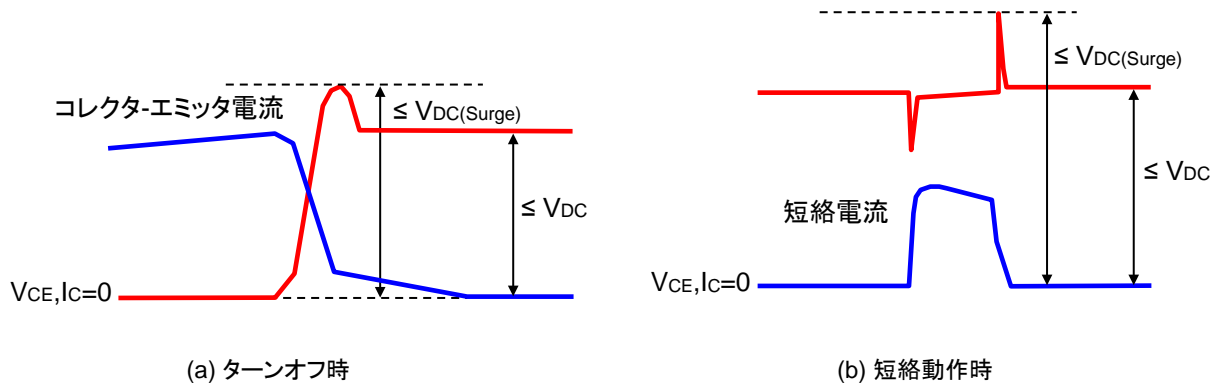 コレクタ-エミッタ電流
≤ VDC(Surge)
≤ VDC
VCE,IC=0
(a) ターンオフ時
≤ VDC(Surge)
≤ VDC
短絡電流
VCE,IC=0
(b) 短絡動作時